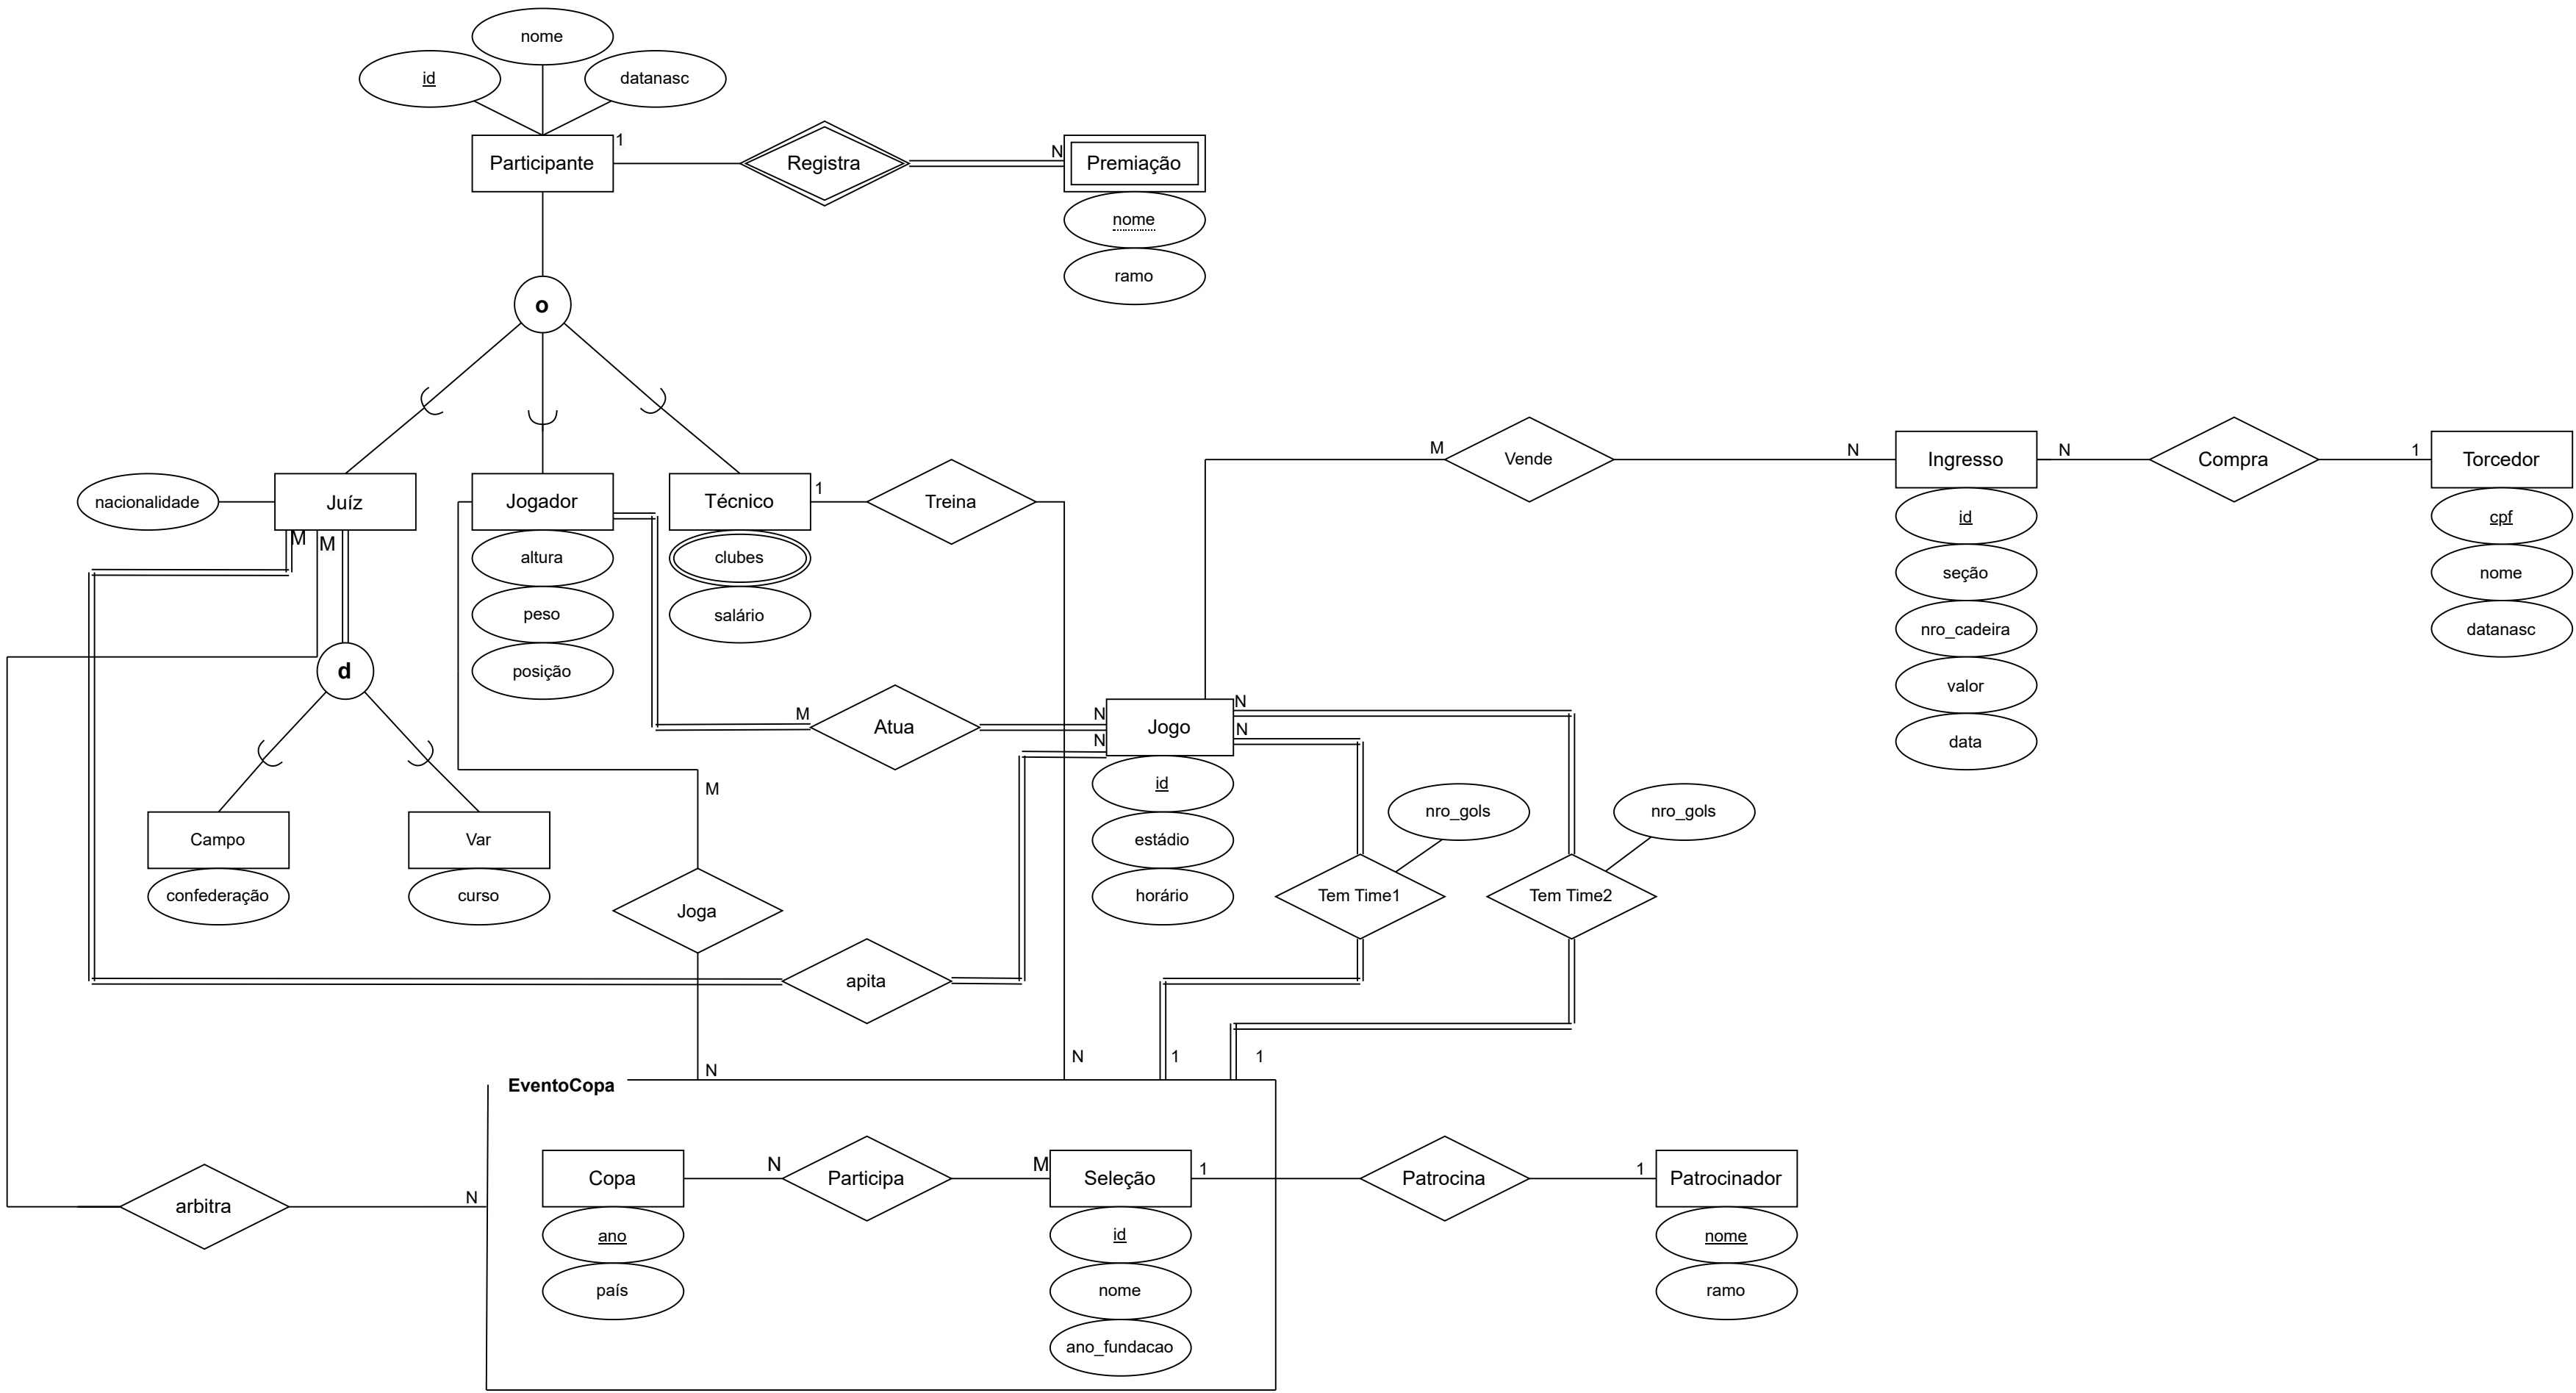 nome
id
datanasc
1
Participante
Registra
N
Premiação
nome
ramo
o
M
Vende
N
Ingresso
N
Compra
1
Torcedor
nacionalidade
Juíz
Jogador
Técnico
1
Treina
id
cpf
M
M
altura
clubes
seção
nome
peso
salário
nro_cadeira
datanasc
d
posição
valor
M
Atua
N
N
Jogo
N
N
data
M
id
nro_gols
nro_gols
Campo
Var
estádio
confederação
curso
Joga
horário
Tem Time1
Tem Time2
apita
N
N
1
1
EventoCopa
arbitra
N
Copa
N
Participa
M
Seleção
1
Patrocina
1
Patrocinador
ano
id
nome
país
nome
ramo
ano_fundacao